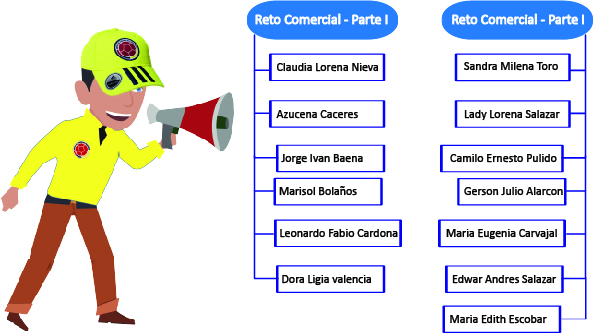 Reto Comercial - Parte I
Claudia Lorena Nieva
Azucena Caceres
Jorge Ivan Baena
Marisol Bolaños
Leonardo Fabio Cardona
Dora Ligia valencia
Reto Comercial - Parte I
Sandra Milena Toro
Lady Lorena Salazar
Camilo Ernesto Pulido
Gerson Julio Alarcon
Maria Eugenia Carvajal
Edwar Andres Salazar
Maria Edith Escobar